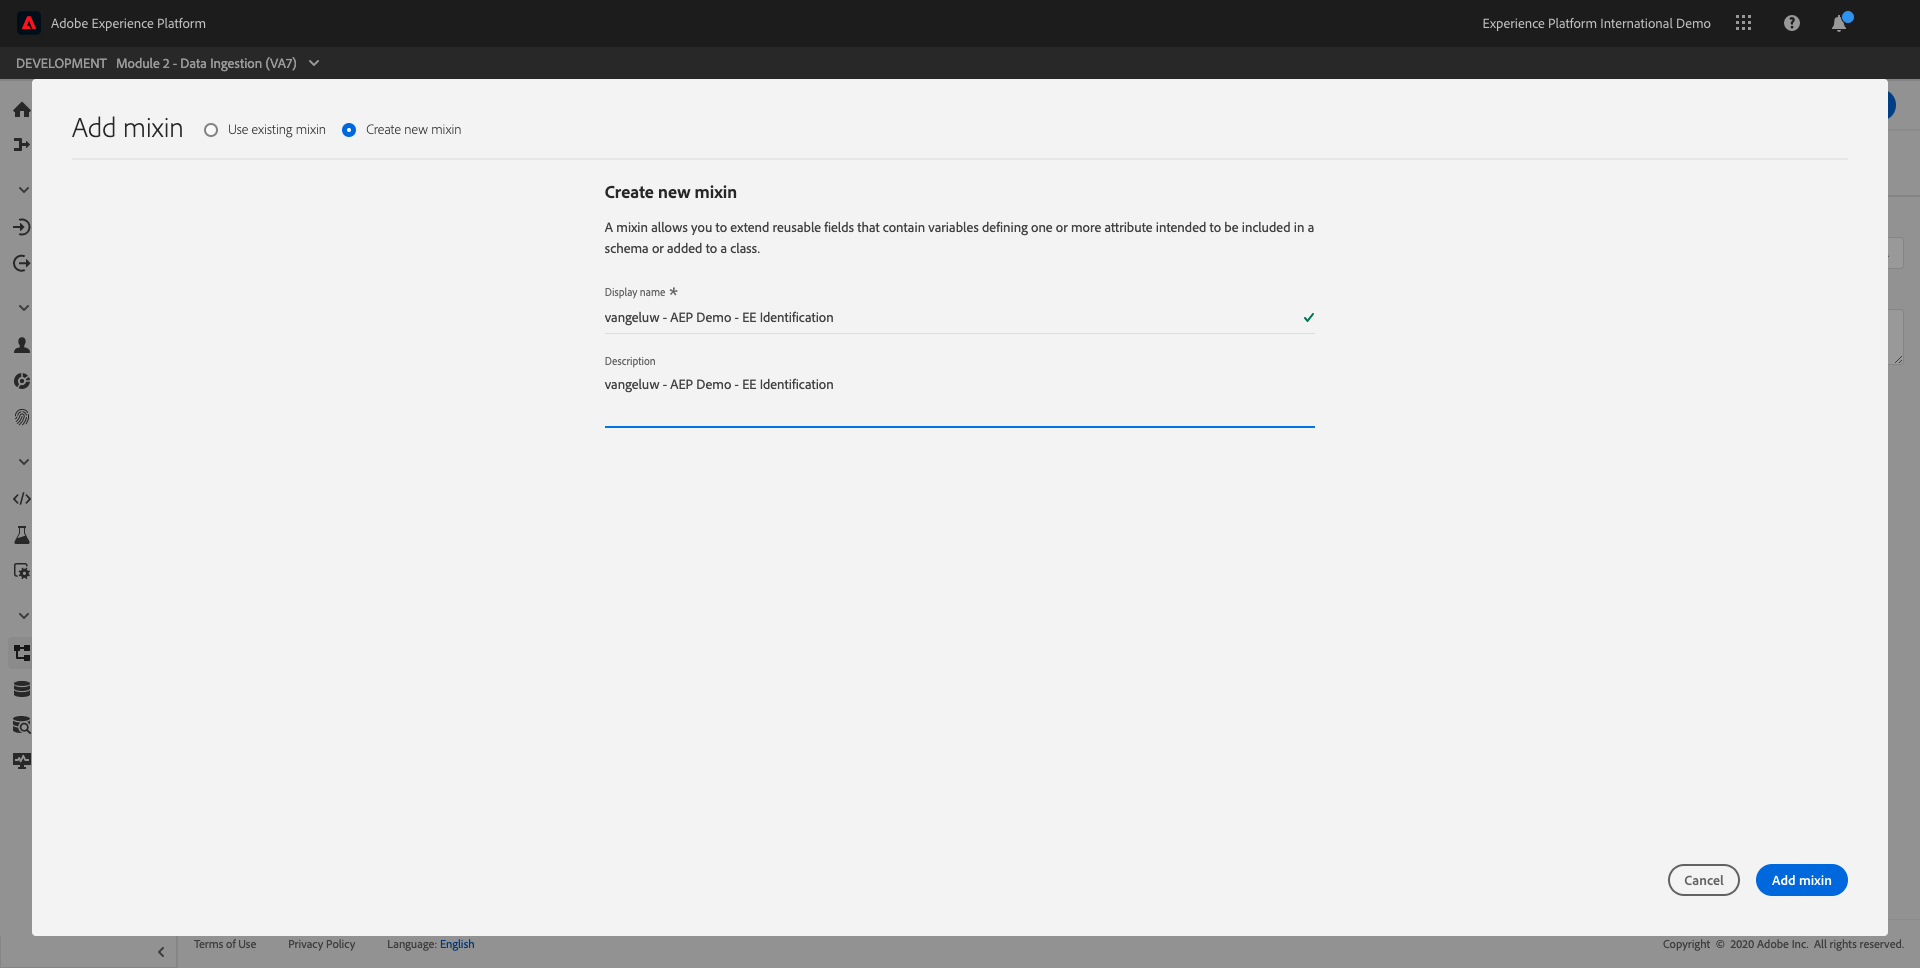 Adobe Experience Platform
Experience Platform International Demo
DEVELOPMENT Module 2 - Data Ingestion (VA7)
Add mixin
Use existing mixin
Create new mixin
Create new mixin
A mixin allows you to extend reusable fields that contain variables defining one or more attribute intended to be included in a
schema or added to a class.
Display name *
vangeluw - AEP Demo - EE Identification
Description
vangeluw - AEP Demo - EE Identification
Cancel
Add mixin
Terms of Use
Privacy Policy
Language: English
Copyright © 2020 Adobe Inc. All rights reserved.